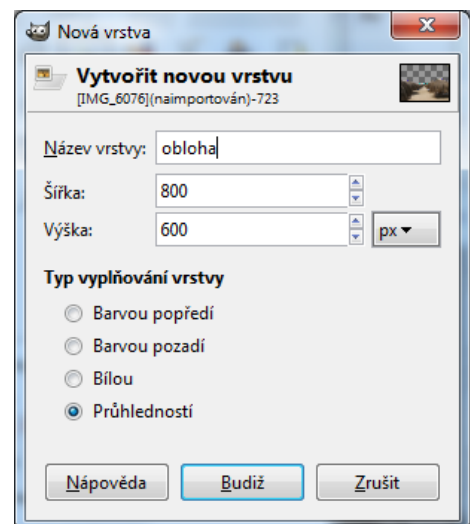 Nová vrstva
Vytvořit novou vrstvu
[IMG_6076](naimportován)-723
Název vrstvy: obloha
Šířka: 800
Výška: 600 px
Typ vyplňování vrstvy
Barvou popředí
Barvou pozadí
Bílou
Průhledností
Nápověda Budiž Zrušit